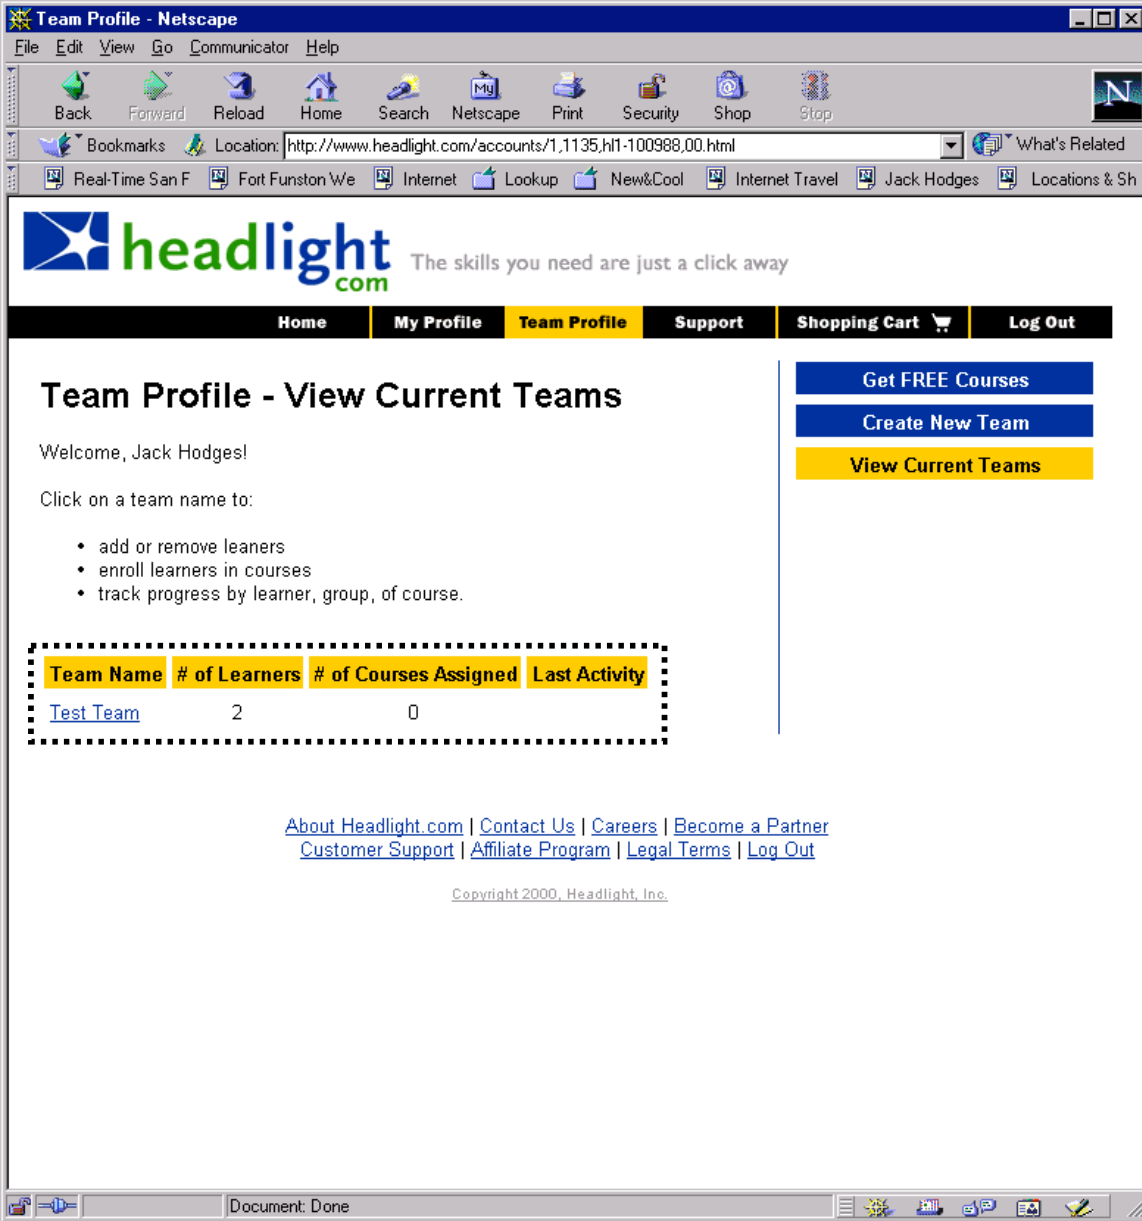 Team Profile - Netscape
File Edit View Go Communicator Help
Back Forward Reload Home Search Netscape Print Security Shop Stop
Bookmarks Location: http://www.headlight.com/accounts/1,1135,hl1-100988,00.html What's Related
Real-Time San F Fort Funston We Internet Lookup New&Cool Internet Travel Jack Hodges Locations & Sh
headlight com The skills you need are just a click away
Home My Profile Team Profile Support Shopping Cart Log Out
Get FREE Courses
Team Profile - View Current Teams
Create New Team
Welcome, Jack Hodges!
View Current Teams
Click on a team name to:
• add or remove leaners
• enroll learners in courses
• track progress by learner, group, of course.
Team Name # of Learners # of Courses Assigned Last Activity
Test Team 2 0
About Headlight.com | Contact Us | Careers | Become a Partner
Customer Support | Affiliate Program | Legal Terms | Log Out
Copyright 2000, Headlight, Inc.
Document: Done